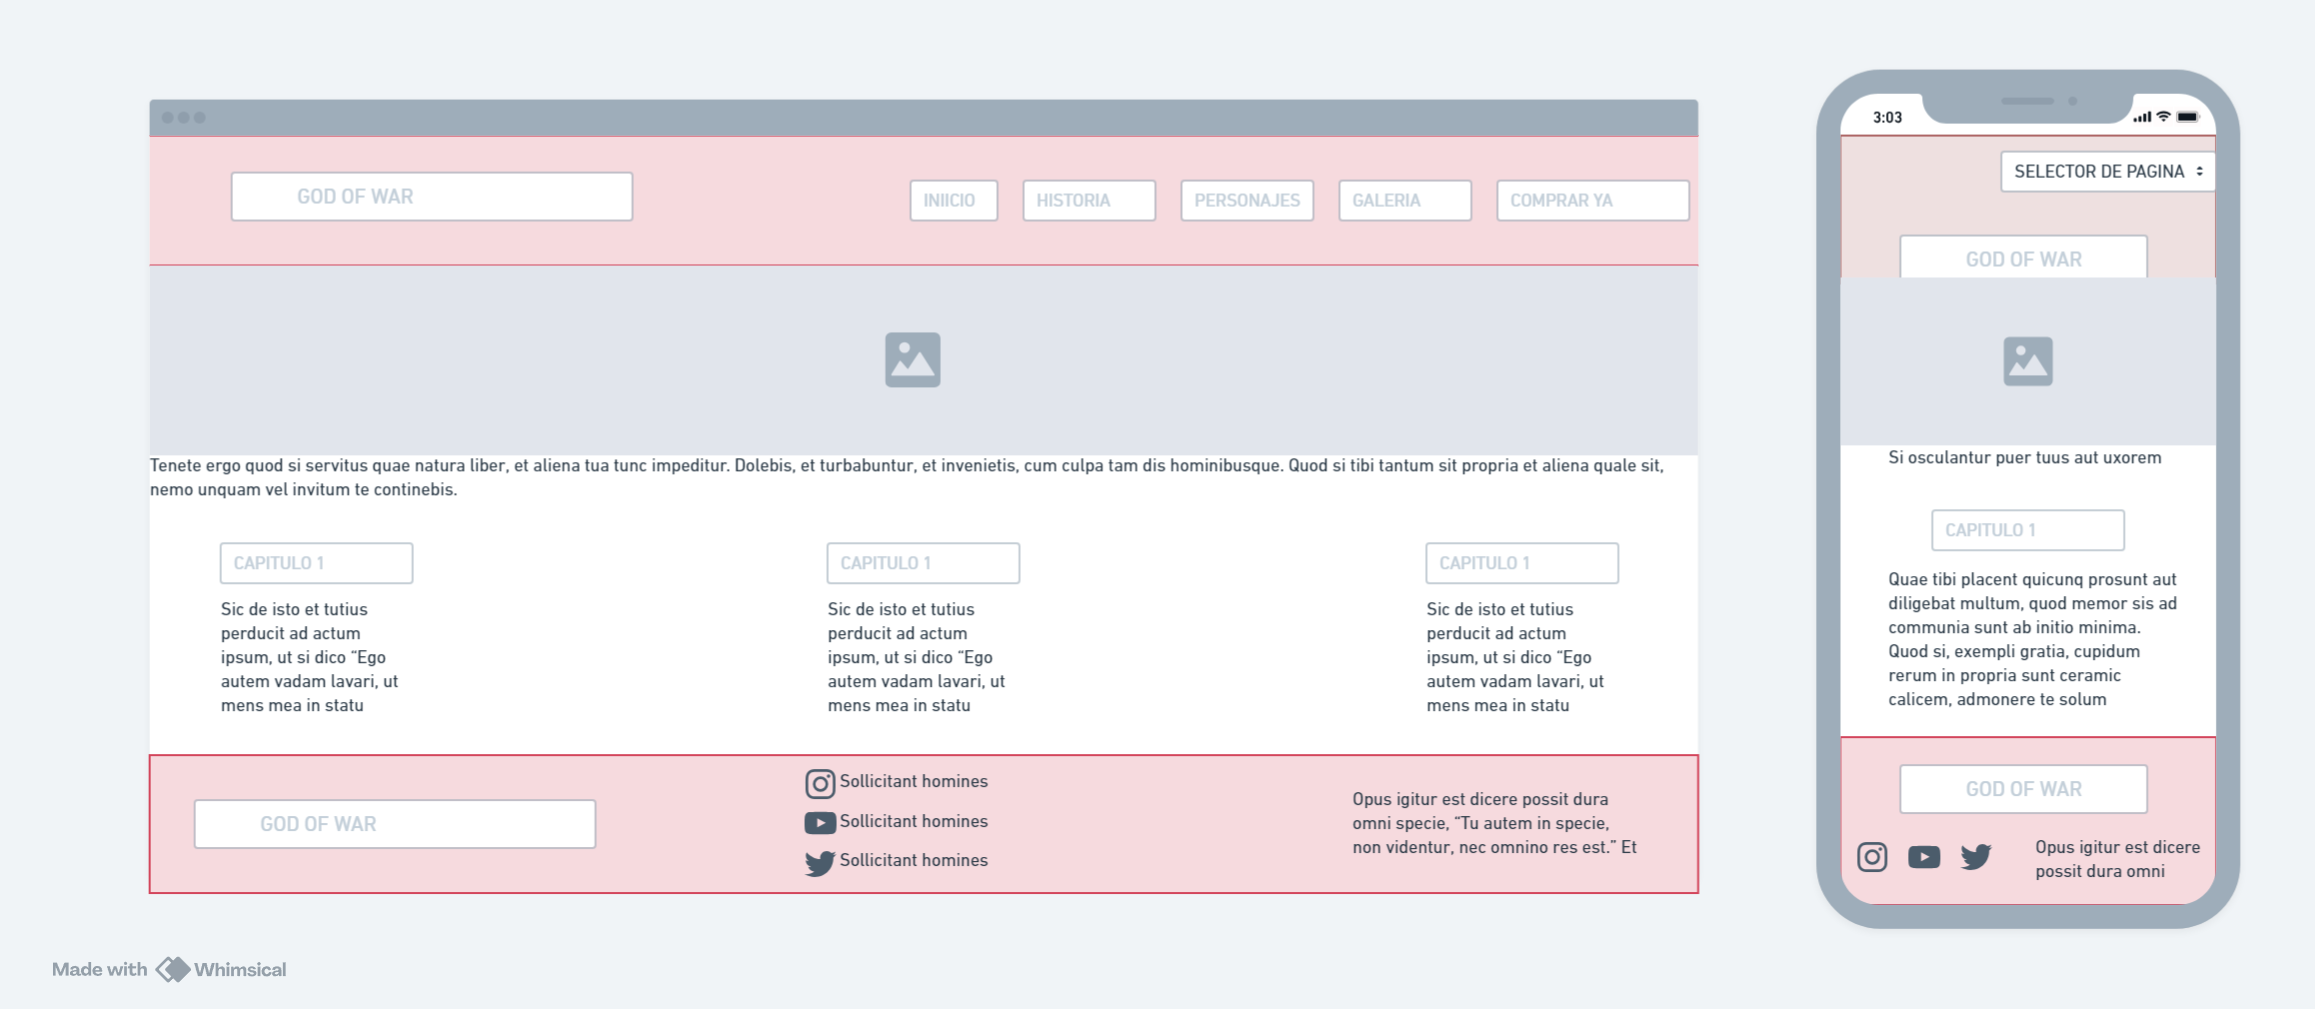 GOD OF WAR
INIICIO
HISTORIA
PERSONAJES
GALERIA
COMPRAR YA
Tenete ergo quod si servitus quae natura liber, et aliena tua tunc impeditur. Dolebis, et turbabuntur, et invenietis, cum culpa tam dis hominibusque. Quod si tibi tantum sit propria et aliena quale sit,
nemo unquam vel invitum te continebis.
CAPITULO 1
Sic de isto et tutius
perducit ad actum
ipsum, ut si dico “Ego
autem vadam lavari, ut
mens mea in statu
CAPITULO 1
Sic de isto et tutius
perducit ad actum
ipsum, ut si dico “Ego
autem vadam lavari, ut
mens mea in statu
CAPITULO 1
Sic de isto et tutius
perducit ad actum
ipsum, ut si dico “Ego
autem vadam lavari, ut
mens mea in statu
GOD OF WAR
Sollicitant homines
Sollicitant homines
Sollicitant homines
Opus igitur est dicere possit dura
omni specie, “Tu autem in specie,
non videntur, nec omnino res est.” Et
3:03
SELECTOR DE PAGINA
GOD OF WAR
Si osculantur puer tuus aut uxorem
CAPITULO 1
Quae tibi placent quicunq prosunt aut
diligebat multum, quod memor sis ad
communia sunt ab initio minima.
Quod si, exempli gratia, cupidum
rerum in propria sunt ceramic
calicem, admonere te solum
GOD OF WAR
Opus igitur est dicere
possit dura omni
Made with Whimsical